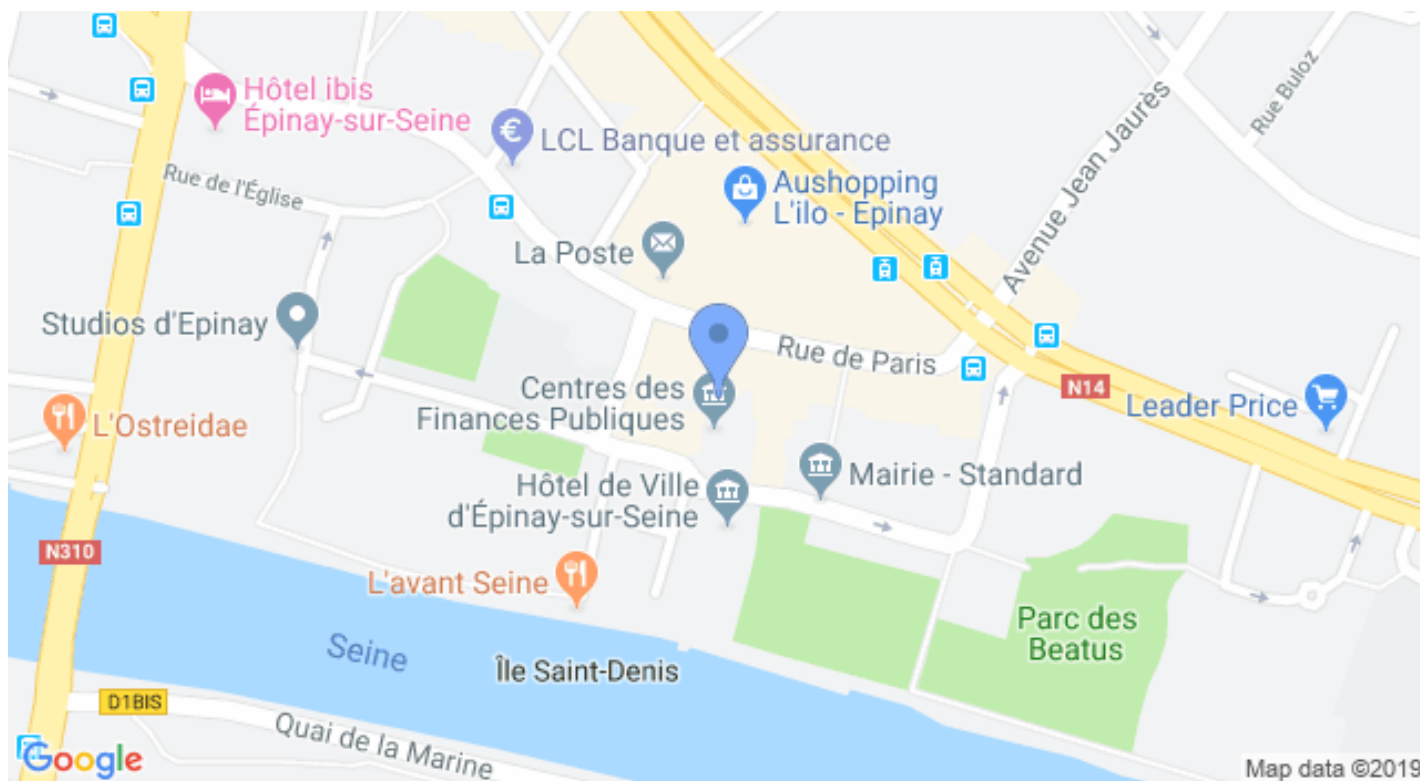 Hôtel ibis
Épinay-sur-Seine
LCL Banque et assurance
Rue Buloz
Avenue Jean Jaurès
Aushopping
L'ilo - Epinay
Rue de l'Église
La Poste
Studios d'Epinay
Rue de Paris
Centres des
Finances Publiques
N14
Leader Price
L'Ostreidae
Hôtel de Ville
d'Épinay-sur-Seine
Mairie - Standard
N310
L'avant Seine
Parc des
Beatus
Seine
Île Saint-Denis
D1BIS
Quai de la Marine
Google
Map data ©2019